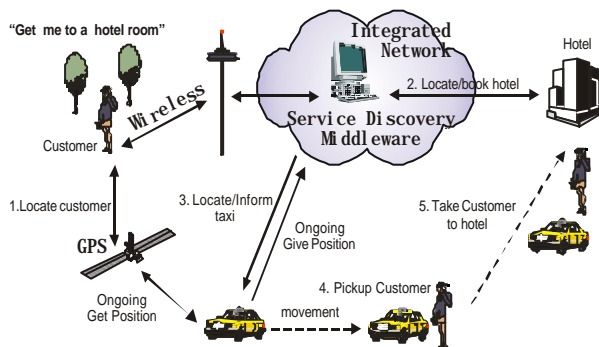 “Get me to a hotel room”
Integrated
Network
Hotel
Wireless
2. Locate/book hotel
Service Discovery
Middleware
Customer
1.Locate customer
3. Locate/Inform
taxi
5. Take Customer
to hotel
GPS
Ongoing
Give Position
Ongoing
Get Position
4. Pickup Customer
movement